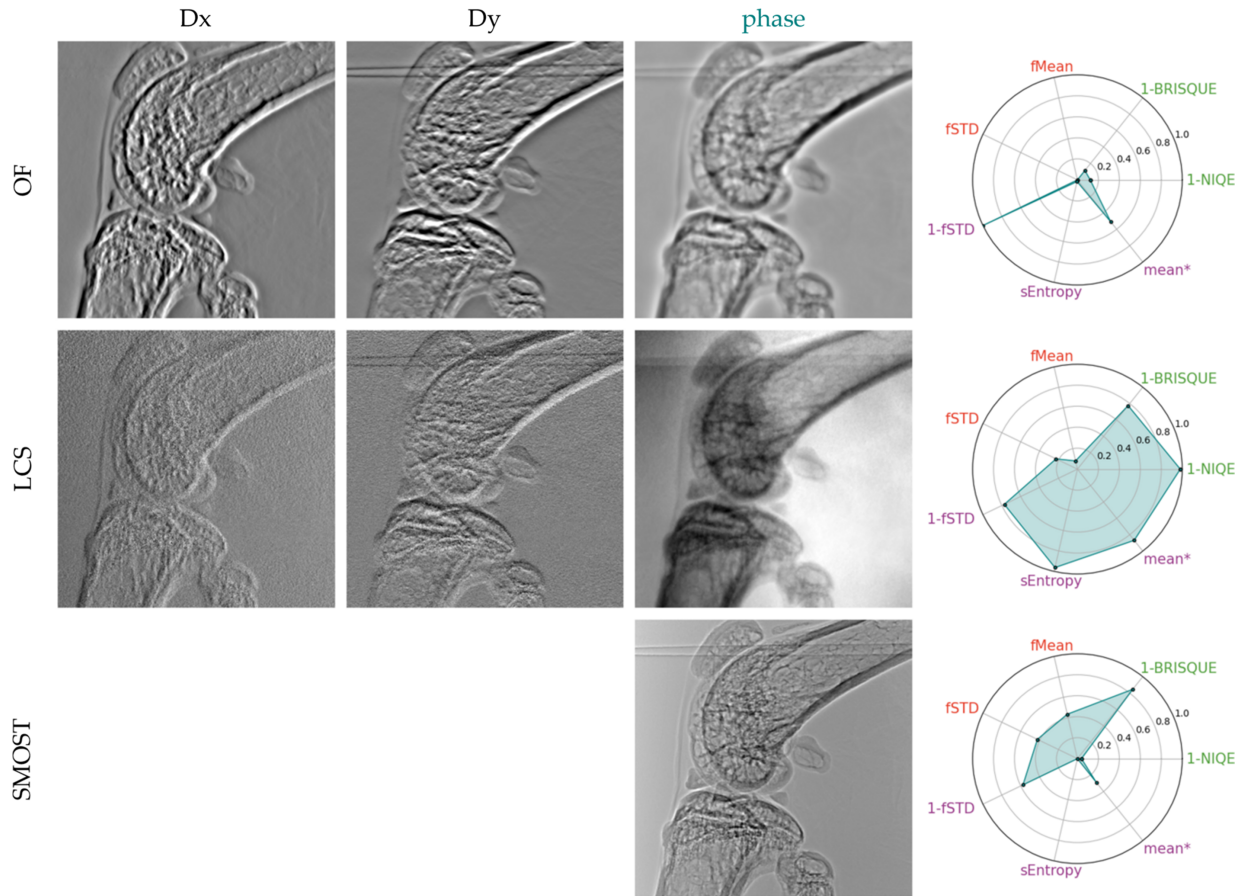 Dx
Dy
phase
OF
fMean
1-BRISQUE
fSTD
0.2
0.4
0.6
0.8
1.0
1-NIQE
1-fSTD
sEntropy
mean*
LCS
fMean
1-BRISQUE
fSTD
0.2
0.4
0.6
0.8
1.0
1-NIQE
1-fSTD
sEntropy
mean*
SMOST
fMean
1-BRISQUE
fSTD
0.2
0.4
0.6
0.8
1.0
1-NIQE
1-fSTD
sEntropy
mean*